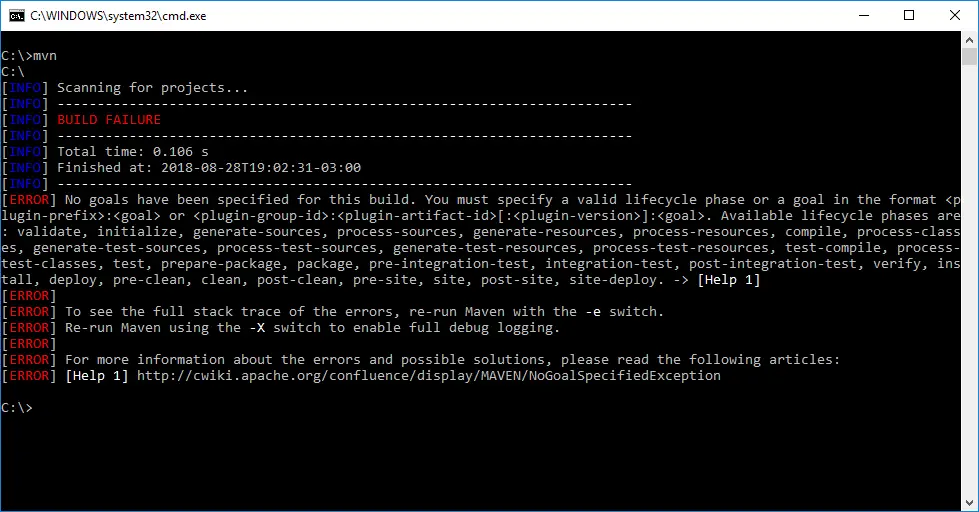 C:\WINDOWS\system32\cmd.exe
C:\>mvn
C:\
[INFO] Scanning for projects...
[INFO] ------------------------------------------------------------------------
[INFO] BUILD FAILURE
[INFO] ------------------------------------------------------------------------
[INFO] Total time: 0.106 s
[INFO] Finished at: 2018-08-28T19:02:31-03:00
[INFO] ------------------------------------------------------------------------
[ERROR] No goals have been specified for this build. You must specify a valid lifecycle phase or a goal in the format <p
lugin-prefix>:<goal> or <plugin-group-id>:<plugin-artifact-id>[:<plugin-version>]:<goal>. Available lifecycle phases are
: validate, initialize, generate-sources, process-sources, generate-resources, process-resources, compile, process-class
es, generate-test-sources, process-test-sources, generate-test-resources, process-test-resources, test-compile, process-
test-classes, test, prepare-package, package, pre-integration-test, integration-test, post-integration-test, verify, ins
tall, deploy, pre-clean, clean, post-clean, pre-site, site, post-site, site-deploy. -> [Help 1]
[ERROR]
[ERROR] To see the full stack trace of the errors, re-run Maven with the -e switch.
[ERROR] Re-run Maven using the -X switch to enable full debug logging.
[ERROR]
[ERROR] For more information about the errors and possible solutions, please read the following articles:
[ERROR] [Help 1] http://cwiki.apache.org/confluence/display/MAVEN/NoGoalSpecifiedException
C:\>